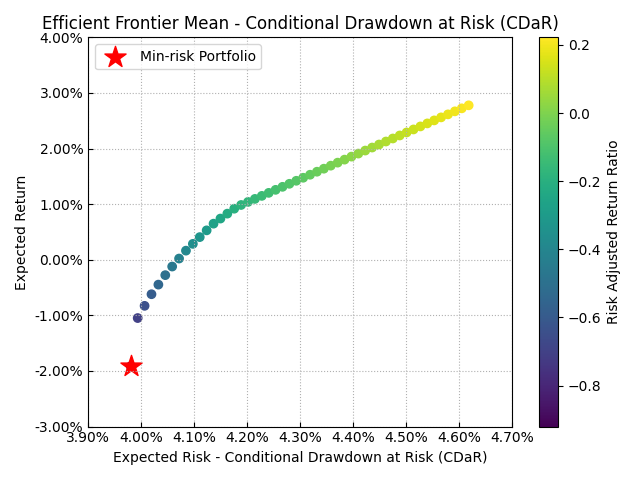 Efficient Frontier Mean - Conditional Drawdown at Risk (CDaR)
Min-risk Portfolio
4.00%
3.00%
2.00%
1.00%
0.00%
-1.00%
-2.00%
-3.00%
Expected Return
3.90% 4.00% 4.10% 4.20% 4.30% 4.40% 4.50% 4.60% 4.70%
Expected Risk - Conditional Drawdown at Risk (CDaR)
0.2
0.0
−0.2
−0.4
−0.6
−0.8
Risk Adjusted Return Ratio